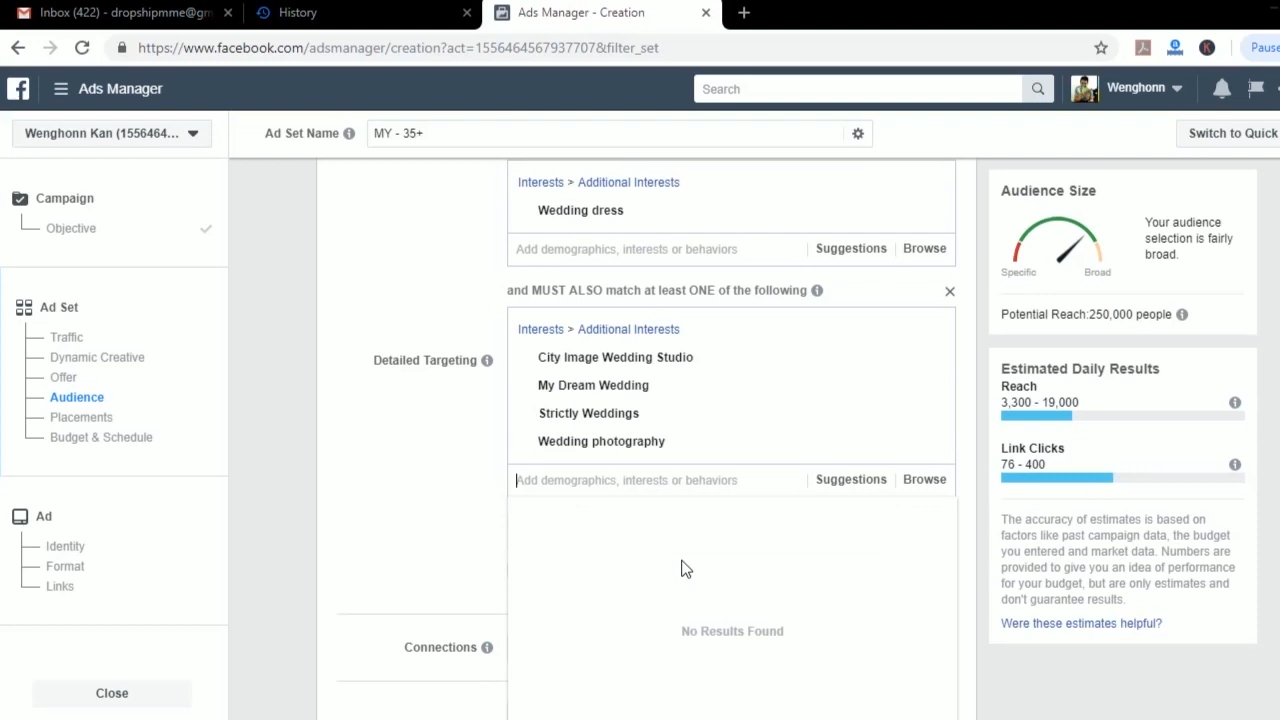 Inbox (422) - dropshipmme@gm
History
Ads Manager - Creation
https://www.facebook.com/adsmanager/creation?act=1556464567937707&filter_set
Pause
Ads Manager
Search
Wenghonn
Wenghonn Kan (1556464...
Ad Set Name
MY - 35+
Switch to Quick
Campaign
Objective
Ad Set
Traffic
Dynamic Creative
Offer
Audience
Placements
Budget & Schedule
Ad
Identity
Format
Links
Close
Interests > Additional Interests
Wedding dress
Add demographics, interests or behaviors
Suggestions
Browse
and MUST ALSO match at least ONE of the following
Detailed Targeting
Interests > Additional Interests
City Image Wedding Studio
My Dream Wedding
Strictly Weddings
Wedding photography
Add demographics, interests or behaviors
Suggestions
Browse
No Results Found
Connections
Audience Size
Specific
Broad
Your audience
selection is fairly
broad.
Potential Reach:250,000 people
Estimated Daily Results
Reach
3,300 - 19,000
Link Clicks
76 - 400
The accuracy of estimates is based on
factors like past campaign data, the budget
you entered and market data. Numbers are
provided to give you an idea of performance
for your budget, but are only estimates and
don't guarantee results.
Were these estimates helpful?